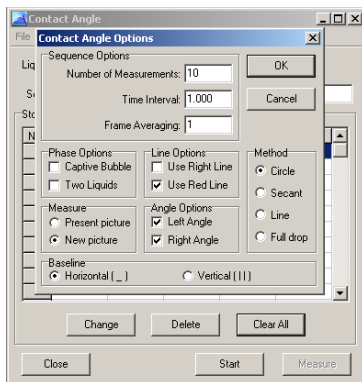 Contact Angle
File
Contact Angle Options
Liq
Sequence Options
Number of Measurements: 10
OK
Time Interval: 1.000
Cancel
Frame Averaging: 1
Phase Options
Captive Bubble
Two Liquids
Line Options
Use Right Line
Use Red Line
Method
Circle
Secant
Line
Full drop
Measure
Present picture
New picture
Angle Options
Left Angle
Right Angle
Baseline
Horizontal ( _ )
Vertical ( | | )
Change
Delete
Clear All
Close
Start
Measure